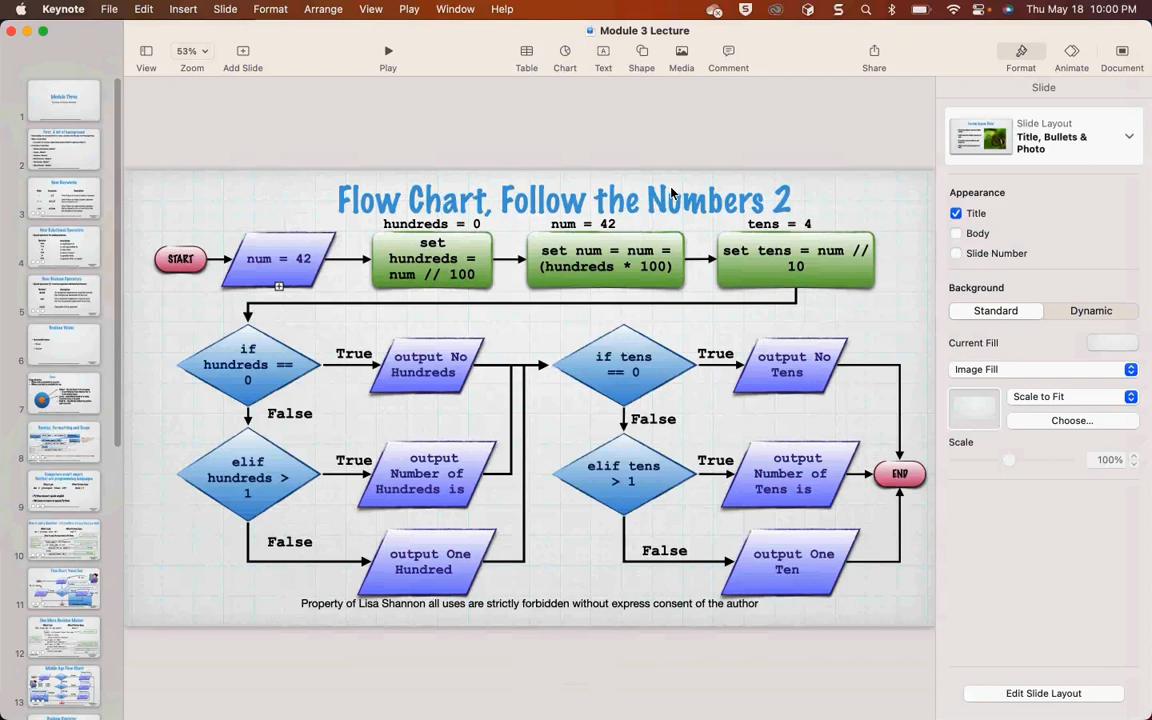 Keynote File Edit Insert Slide Format Arrange View Play Window Help Thu May 18 10:00 PM
Module 3 Lecture
53%
View Zoom Add Slide Play Table Chart Text Shape Media Comment Share Format Animate Document
Slide
Slide Layout
Title, Bullets &
Photo
Appearance
Title
Body
Slide Number
Background
Standard Dynamic
Current Fill
Image Fill
Scale to Fit
Choose...
Scale
100%
Edit Slide Layout
1
Module Three
2
3
New Keywords
4
5
6
7
8
9
10
11
12
13
Flow Chart, Follow the Numbers 2
hundreds = 0 num = 42 tens = 4
START
num = 42
set
hundreds =
num // 100
set num = num =
(hundreds * 100)
set tens = num //
10
if
hundreds ==
0
True
output No
Hundreds
if tens
== 0
True
output No
Tens
False
False
elif
hundreds >
1
True
output
Number of
Hundreds is
elif tens
> 1
True
output
Number of
Tens is
END
False
output One
Hundred
False
output One
Ten
Property of Lisa Shannon all uses are strictly forbidden without express consent of the author